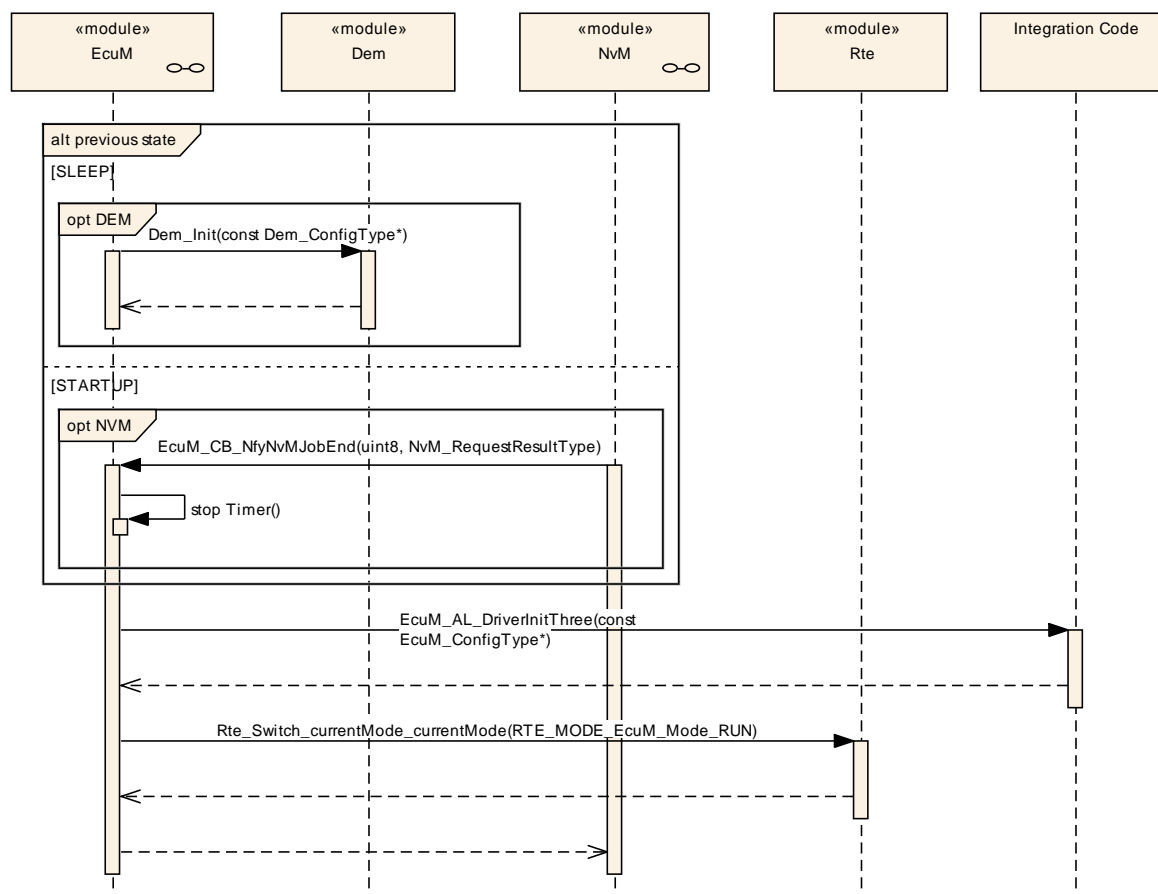 «module»
EcuM
«module»
Dem
«module»
NvM
«module»
Rte
Integration Code
alt previous state
[SLEEP]
opt DEM
Dem_Init(const Dem_ConfigType*)
[STARTUP]
opt NVM
EcuM_CB_NfyNvMJobEnd(uint8, NvM_RequestResultType)
stop Timer()
EcuM_AL_DriverInitThree(const
EcuM_ConfigType*)
Rte_Switch_currentMode_currentMode(RTE_MODE_EcuM_Mode_RUN)